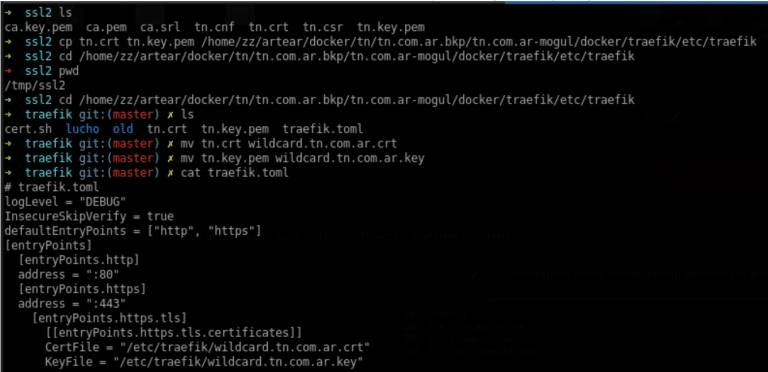 → ssl2 ls
ca.key.pem ca.pem ca.srl tn.cnf tn.crt tn.csr tn.key.pem
→ ssl2 cp tn.crt tn.key.pem /home/zz/artear/docker/tn/tn.com.ar.bkp/tn.com.ar-mogul/docker/traefik/etc/traefik
→ ssl2 cd /home/zz/artear/docker/tn/tn.com.ar.bkp/tn.com.ar-mogul/docker/traefik/etc/traefik
→ ssl2 pwd
/tmp/ssl2
→ ssl2 cd /home/zz/artear/docker/tn/tn.com.ar.bkp/tn.com.ar-mogul/docker/traefik/etc/traefik
→ traefik git:(master) ✗ ls
cert.sh lucho old tn.crt tn.key.pem traefik.toml
→ traefik git:(master) ✗ mv tn.crt wildcard.tn.com.ar.crt
→ traefik git:(master) ✗ mv tn.key.pem wildcard.tn.com.ar.key
→ traefik git:(master) ✗ cat traefik.toml
# traefik.toml
logLevel = "DEBUG"
InsecureSkipVerify = true
defaultEntryPoints = ["http", "https"]
[entryPoints]
  [entryPoints.http]
  address = ":80"
  [entryPoints.https]
  address = ":443"
    [entryPoints.https.tls]
      [[entryPoints.https.tls.certificates]]
      CertFile = "/etc/traefik/wildcard.tn.com.ar.crt"
      KeyFile = "/etc/traefik/wildcard.tn.com.ar.key"